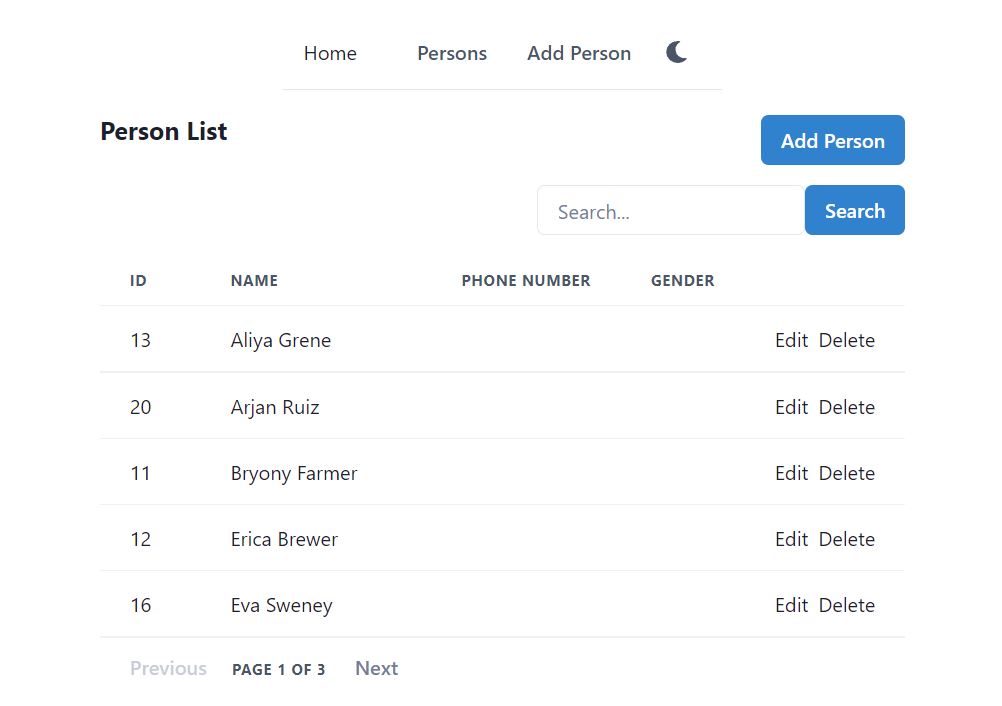 Home Persons Add Person
Person List
Add Person
Search... Search
ID NAME PHONE NUMBER GENDER
13 Aliya Grene Edit Delete
20 Arjan Ruiz Edit Delete
11 Bryony Farmer Edit Delete
12 Erica Brewer Edit Delete
16 Eva Sweney Edit Delete
Previous PAGE 1 OF 3 Next